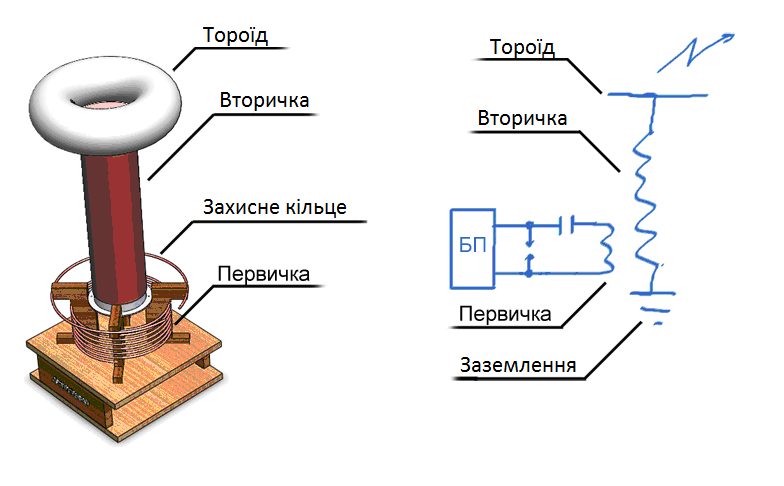 Тороїд
Вторичка
Захисне кільце
Первичка
Тороїд
Вторичка
БП
Первичка
Заземлення